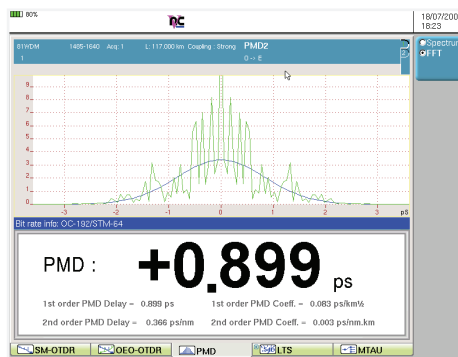 80%
18/07/200
18:23
81WDM 1485-1640 Acq: 1 L: 117.000 km Coupling : Strong PMD2
1 0 -> E
Spectrum
FFT
9
8
7
6
5
4
3
2
1
0
-3 -2 -1 0 1 2 3 ps
Bit rate info: OC-192/STM-64
PMD : +0.899 ps
1st order PMD Delay = 0.899 ps 1st order PMD Coeff. = 0.083 ps/km½
2nd order PMD Delay = 0.366 ps/nm 2nd order PMD Coeff. = 0.003 ps/nm.km
SM-OTDR OEO-OTDR PMD LTS MTAU